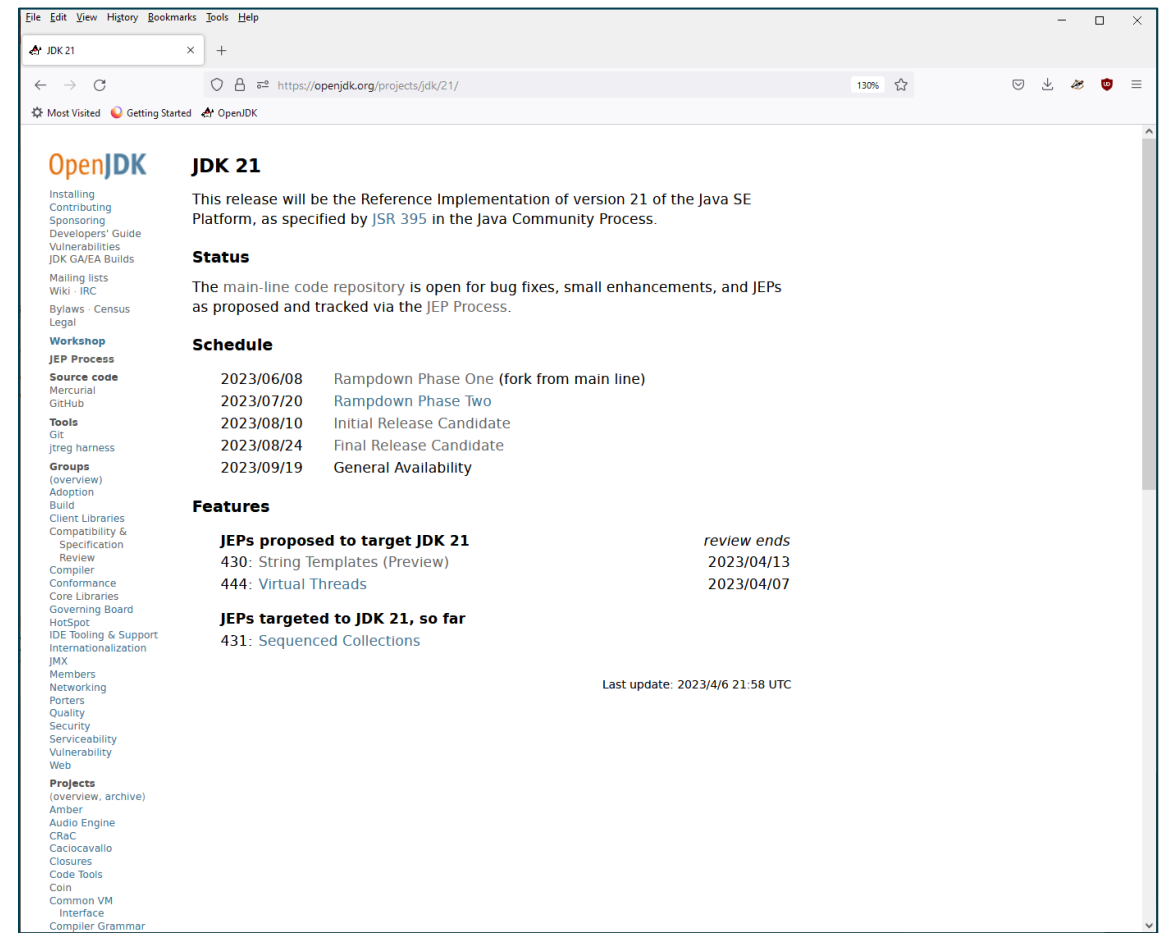 File Edit View History Bookmarks Tools Help
JDK 21
https://openjdk.org/projects/jdk/21/
130%
Most Visited Getting Started OpenJDK
OpenJDK
Installing
Contributing
Sponsoring
Developers' Guide
Vulnerabilities
JDK GA/EA Builds
Mailing lists
Wiki · IRC
Bylaws · Census
Legal
Workshop
JEP Process
Source code
Mercurial
GitHub
Tools
Git
jtreg harness
Groups
(overview)
Adoption
Build
Client Libraries
Compatibility &
Specification
Review
Compiler
Conformance
Core Libraries
Governing Board
HotSpot
IDE Tooling & Support
Internationalization
JMX
Members
Networking
Porters
Quality
Security
Serviceability
Vulnerability
Web
Projects
(overview, archive)
Amber
Audio Engine
CRaC
Caciocavallo
Closures
Code Tools
Coin
Common VM
Interface
Compiler Grammar
JDK 21
This release will be the Reference Implementation of version 21 of the Java SE
Platform, as specified by JSR 395 in the Java Community Process.
Status
The main-line code repository is open for bug fixes, small enhancements, and JEPs
as proposed and tracked via the JEP Process.
Schedule
2023/06/08 Rampdown Phase One (fork from main line)
2023/07/20 Rampdown Phase Two
2023/08/10 Initial Release Candidate
2023/08/24 Final Release Candidate
2023/09/19 General Availability
Features
JEPs proposed to target JDK 21 review ends
430: String Templates (Preview) 2023/04/13
444: Virtual Threads 2023/04/07
JEPs targeted to JDK 21, so far
431: Sequenced Collections
Last update: 2023/4/6 21:58 UTC